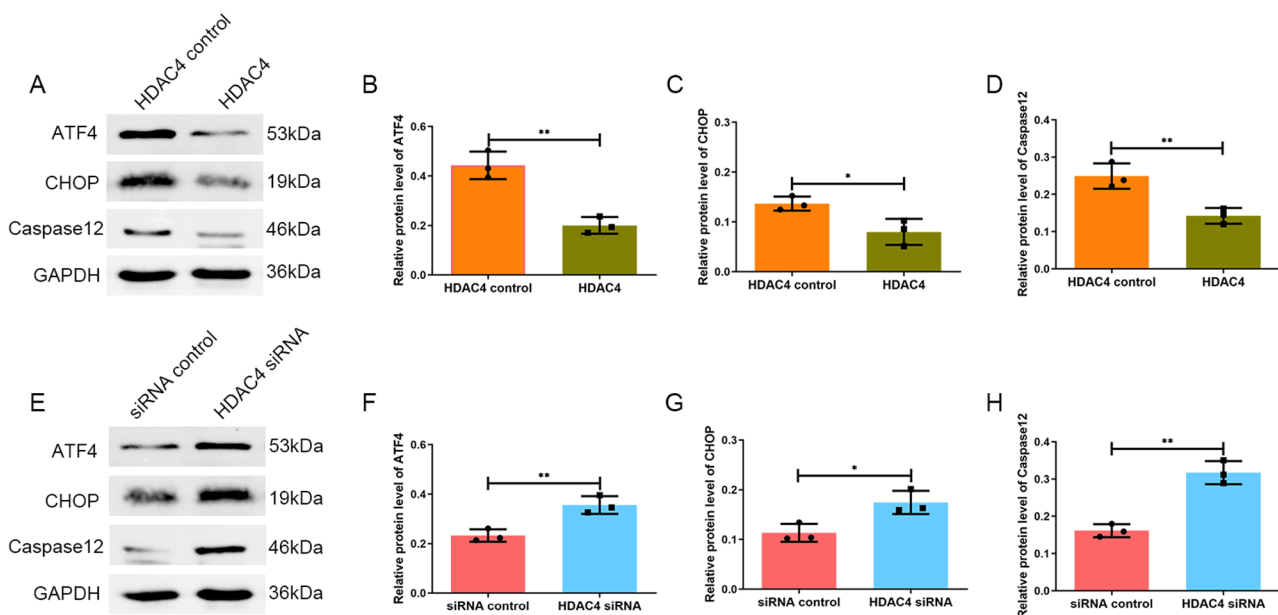 A
HDAC4 control
HDAC4
ATF4
53kDa
CHOP
19kDa
Caspase12
46kDa
GAPDH
36kDa
B
Relative protein level of ATF4
0.6
0.4
0.2
0.0
**
HDAC4 control
HDAC4
C
Relative protein level of CHOP
0.3
0.2
0.1
0.0
*
HDAC4 control
HDAC4
D
Relative protein level of Caspase12
0.4
0.3
0.2
0.1
0.0
**
HDAC4 control
HDAC4
E
siRNA control
HDAC4 siRNA
ATF4
53kDa
CHOP
19kDa
Caspase12
46kDa
GAPDH
36kDa
F
Relative protein level of ATF4
0.6
0.4
0.2
0.0
**
siRNA control
HDAC4 siRNA
G
Relative protein level of CHOP
0.3
0.2
0.1
0.0
*
siRNA control
HDAC4 siRNA
H
Relative protein level of Caspase12
0.4
0.3
0.2
0.1
0.0
**
siRNA control
HDAC4 siRNA